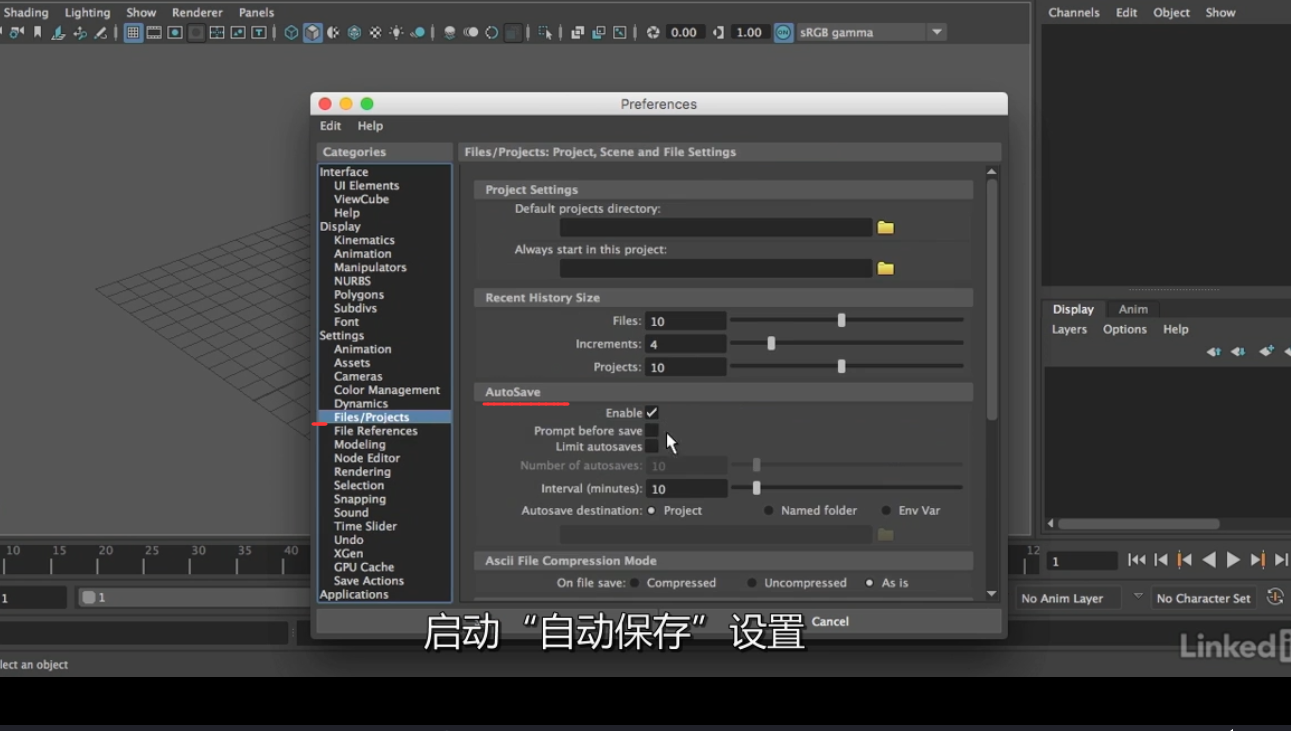 Shading Lighting Show Renderer Panels
0.00 1.00 ON sRGB gamma
Channels Edit Object Show
Preferences
Edit Help
Categories
Interface
UI Elements
ViewCube
Help
Display
Kinematics
Animation
Manipulators
NURBS
Polygons
Subdivs
Font
Settings
Animation
Assets
Cameras
Color Management
Dynamics
Files/Projects
File References
Modeling
Node Editor
Rendering
Selection
Snapping
Sound
Time Slider
Undo
XGen
GPU Cache
Save Actions
Applications
Files/Projects: Project, Scene and File Settings
Project Settings
Default projects directory:
Always start in this project:
Recent History Size
Files: 10
Increments: 4
Projects: 10
AutoSave
Enable
Prompt before save
Limit autosaves
Number of autosaves: 10
Interval (minutes): 10
Autosave destination: Project Named folder Env Var
Ascii File Compression Mode
On file save: Compressed Uncompressed As is
Cancel
Display Anim
Layers Options Help
10 15 20 25 30 35 40
12
1
1 1
No Anim Layer No Character Set
启动“自动保存”设置
Linked
lect an object